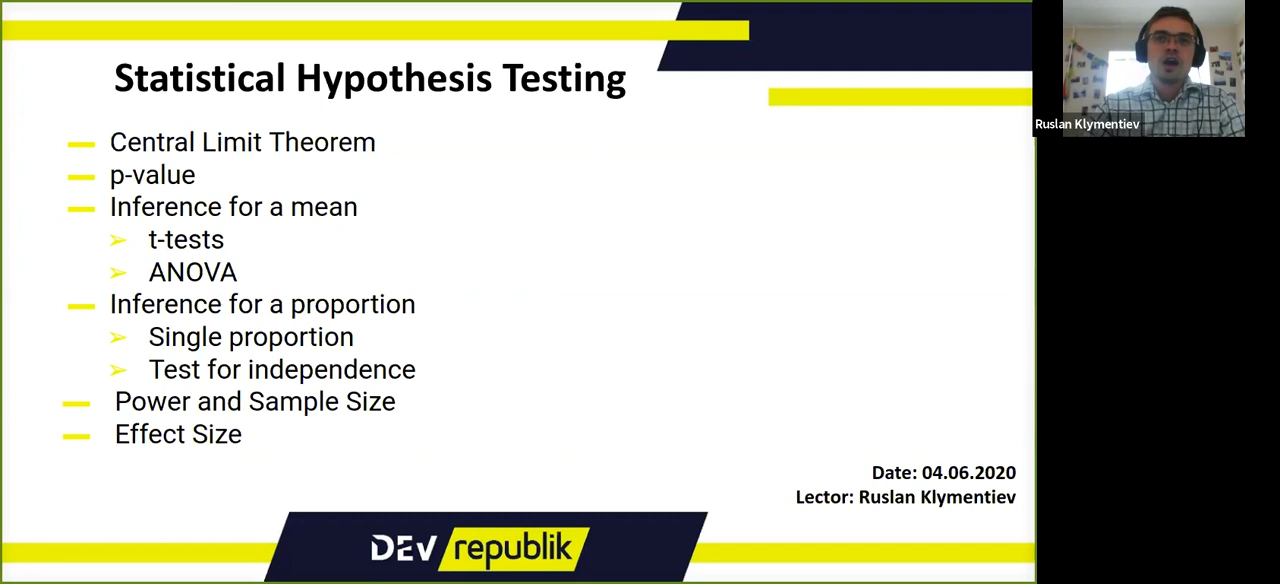 Statistical Hypothesis Testing
Central Limit Theorem
p-value
Inference for a mean
t-tests
ANOVA
Inference for a proportion
Single proportion
Test for independence
Power and Sample Size
Effect Size
Date: 04.06.2020
Lector: Ruslan Klymentiev
DEV republik
Ruslan Klymentiev